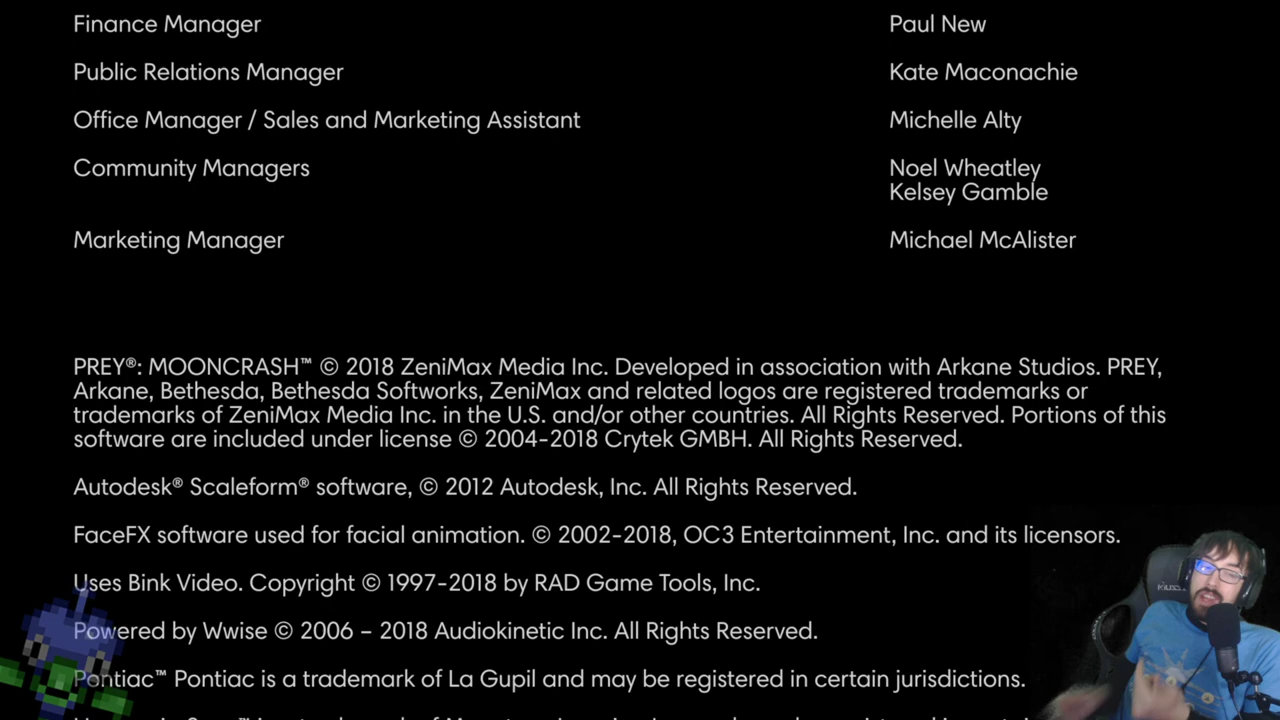 Finance Manager Paul New
Public Relations Manager Kate Maconachie
Office Manager / Sales and Marketing Assistant Michelle Alty
Community Managers Noel Wheatley
Kelsey Gamble
Marketing Manager Michael McAlister
PREY®: MOONCRASH™ © 2018 ZeniMax Media Inc. Developed in association with Arkane Studios. PREY,
Arkane, Bethesda, Bethesda Softworks, ZeniMax and related logos are registered trademarks or
trademarks of ZeniMax Media Inc. in the U.S. and/or other countries. All Rights Reserved. Portions of this
software are included under license © 2004-2018 Crytek GMBH. All Rights Reserved.
Autodesk® Scaleform® software, © 2012 Autodesk, Inc. All Rights Reserved.
FaceFX software used for facial animation. © 2002-2018, OC3 Entertainment, Inc. and its licensors.
Uses Bink Video. Copyright © 1997-2018 by RAD Game Tools, Inc.
Powered by Wwise © 2006 – 2018 Audiokinetic Inc. All Rights Reserved.
Pontiac™ Pontiac is a trademark of La Gupil and may be registered in certain jurisdictions.